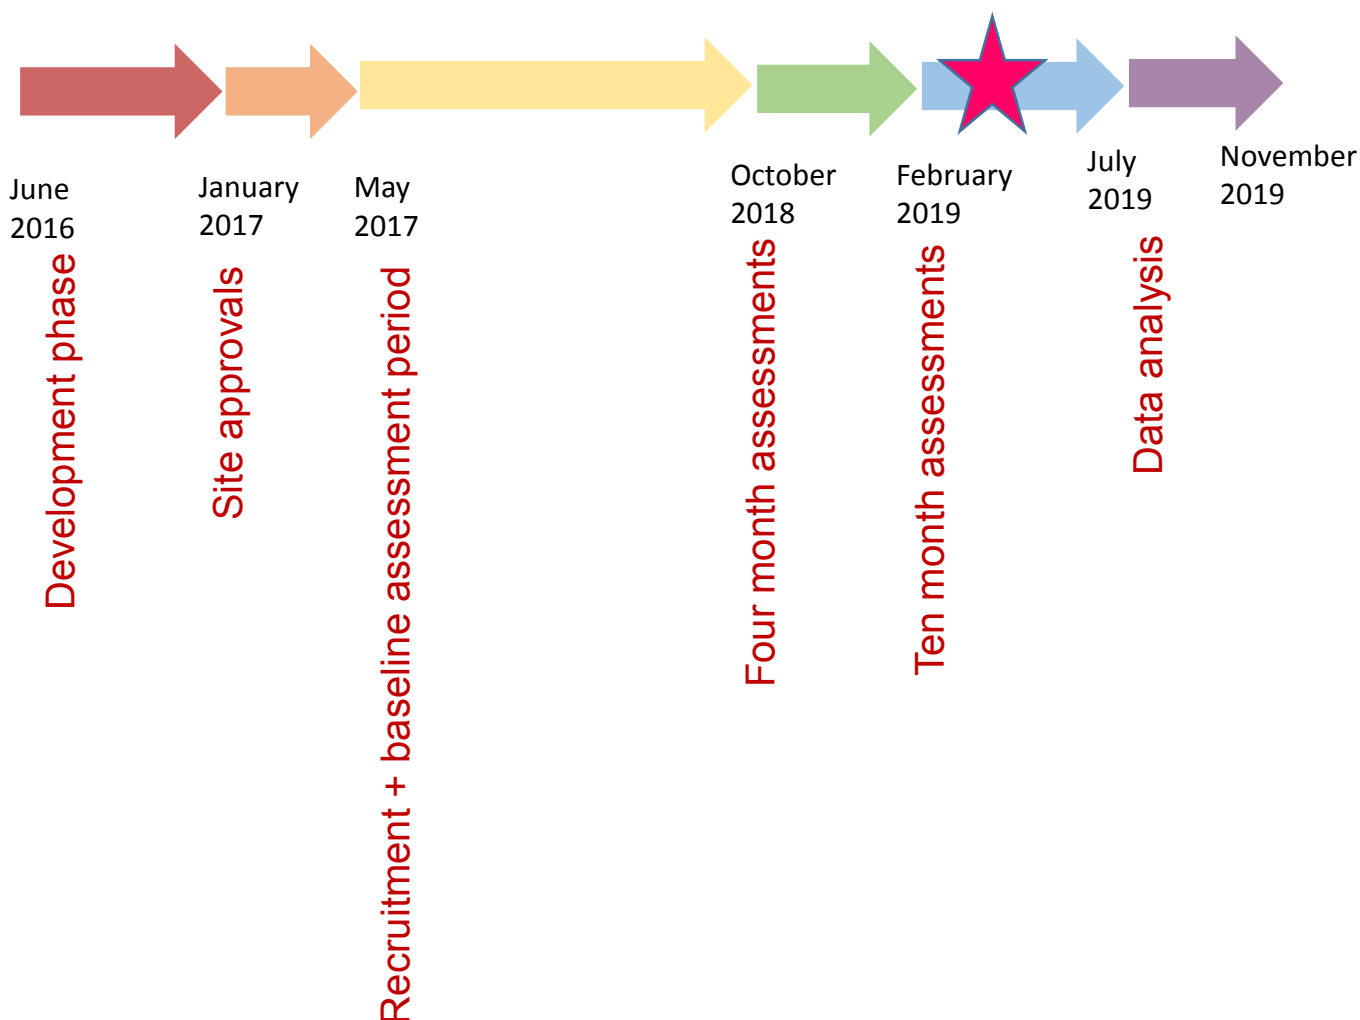 June
2016
January
2017
May
2017
October
2018
February
2019
July
2019
November
2019
Development phase
Site approvals
Recruitment + baseline assessment period
Four month assessments
Ten month assessments
Data analysis